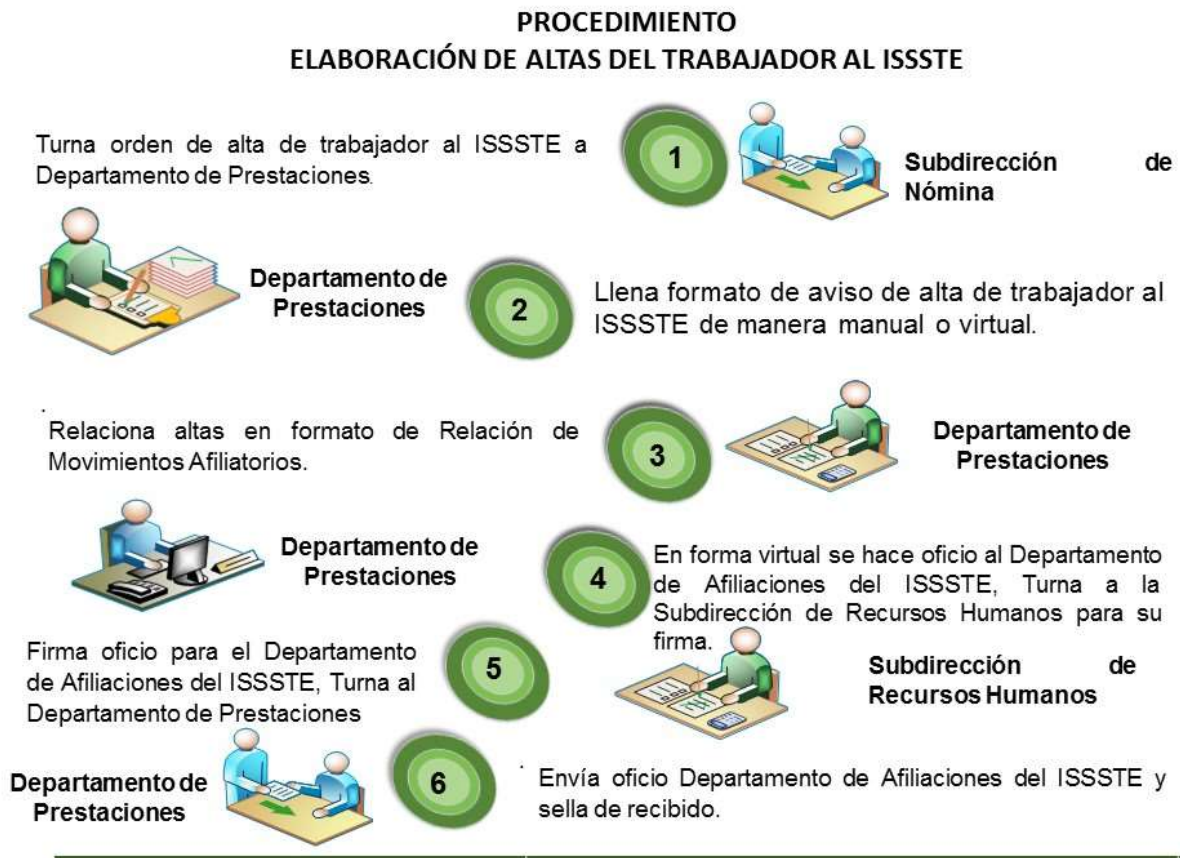 PROCEDIMIENTO
ELABORACIÓN DE ALTAS DEL TRABAJADOR AL ISSSTE
Turna orden de alta de trabajador al ISSSTE a
Departamento de Prestaciones.
1
Subdirección de
Nómina
Departamento de
Prestaciones
2
Llena formato de aviso de alta de trabajador al
ISSSTE de manera manual o virtual.
.
Relaciona altas en formato de Relación de
Movimientos Afiliatorios.
3
Departamento de
Prestaciones
Departamento de
Prestaciones
4
En forma virtual se hace oficio al Departamento
de Afiliaciones del ISSSTE, Turna a la
Subdirección de Recursos Humanos para su
firma.
Firma oficio para el Departamento
de Afiliaciones del ISSSTE, Turna al
Departamento de Prestaciones
5
Subdirección de
Recursos Humanos
Departamento de
Prestaciones
6
. Envía oficio Departamento de Afiliaciones del ISSSTE y
sella de recibido.